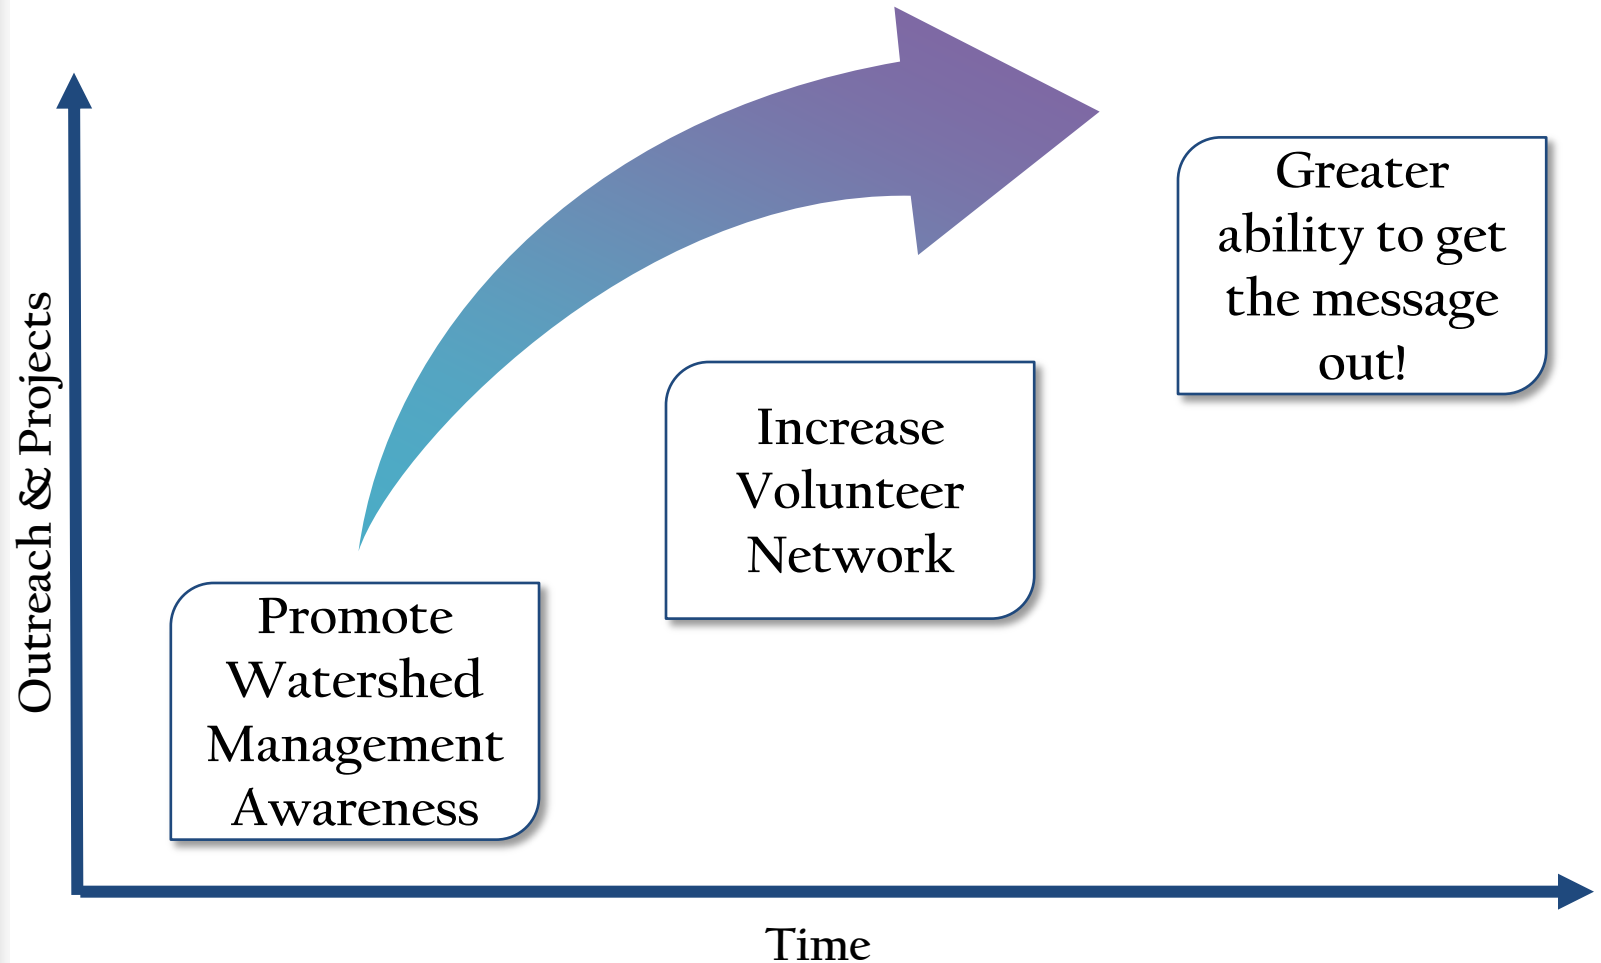 Outreach & Projects
Promote
Watershed
Management
Awareness
Increase
Volunteer
Network
Greater
ability to get
the message
out!
Time